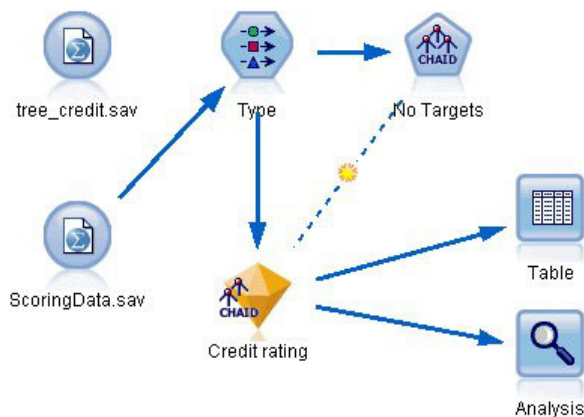 tree_credit.sav
Type
CHAID
No Targets
ScoringData.sav
CHAID
Credit rating
Table
Analysis